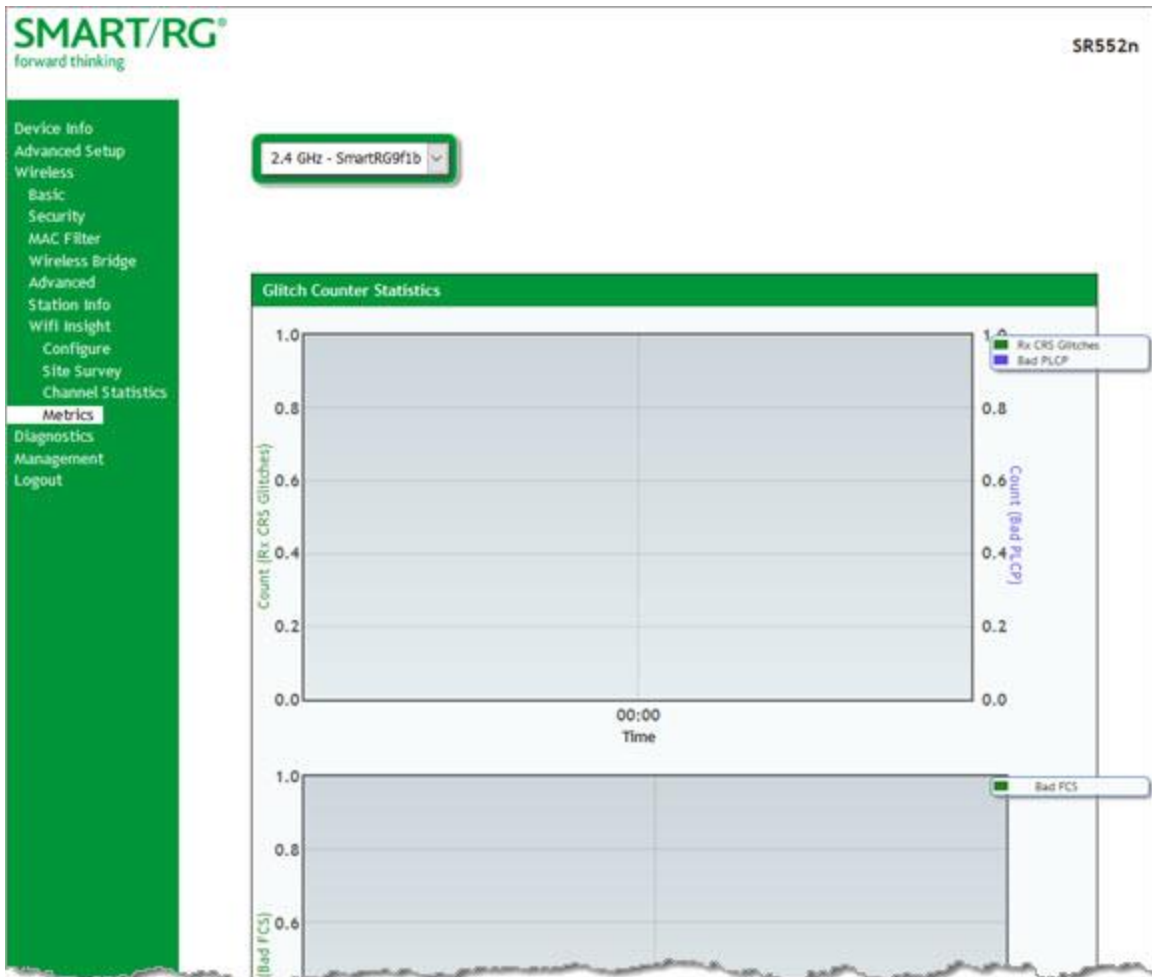 SMART/RG®
forward thinking
SR552n
Device Info
Advanced Setup
Wireless
Basic
Security
MAC Filter
Wireless Bridge
Advanced
Station Info
Wifi Insight
Configure
Site Survey
Channel Statistics
Metrics
Diagnostics
Management
Logout
2.4 GHz - SmartRG9f1b
Glitch Counter Statistics
Count (Rx CRS Glitches)
1.0
0.8
0.6
0.4
0.2
0.0
00:00
Time
1.0
0.8
0.6
0.4
0.2
0.0
Count (Bad PLCP)
Rx CRS Glitches
Bad PLCP
1.0
0.8
0.6
(Bad FCS)
Bad FCS